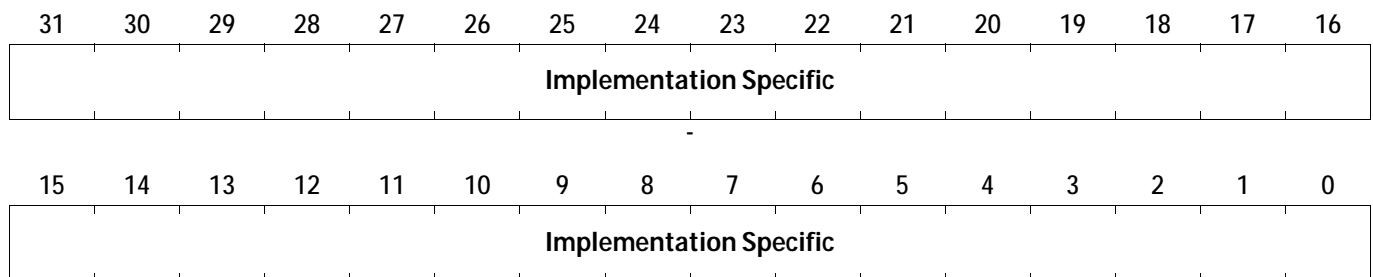 31 30 29 28 27 26 25 24 23 22 21 20 19 18 17 16
Implementation Specific
-
15 14 13 12 11 10 9 8 7 6 5 4 3 2 1 0
Implementation Specific